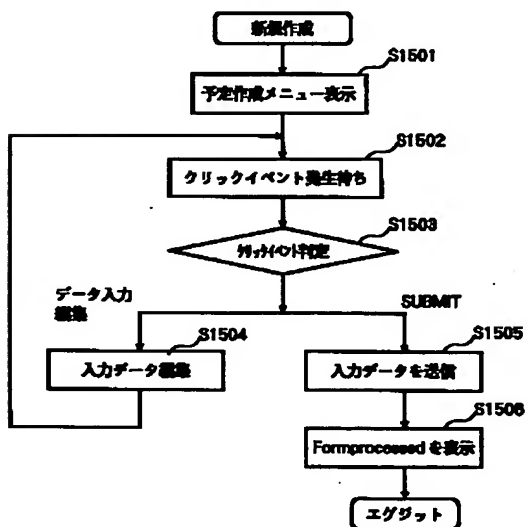 新規作成
S1501
予定作成メニュー表示
S1502
クリックイベント発生待ち
S1503
クリックイベント判定
データ入力
編集
SUBMIT
S1504
入力データ編集
S1505
入力データを送信
S1506
Formprocessedを表示
エグジット